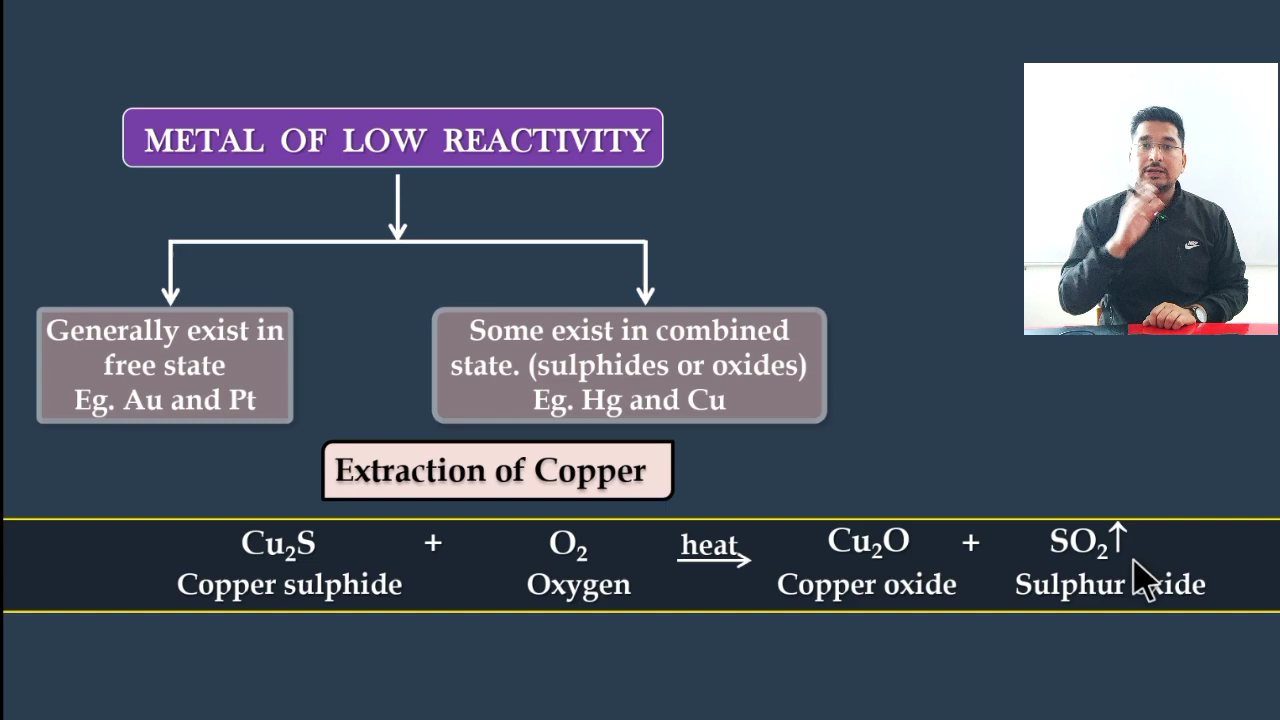 METAL OF LOW REACTIVITY
Generally exist in
free state
Eg. Au and Pt
Some exist in combined
state. (sulphides or oxides)
Eg. Hg and Cu
Extraction of Copper
Cu₂S + O₂ heat→ Cu₂O + SO₂↑
Copper sulphide Oxygen Copper oxide Sulphur